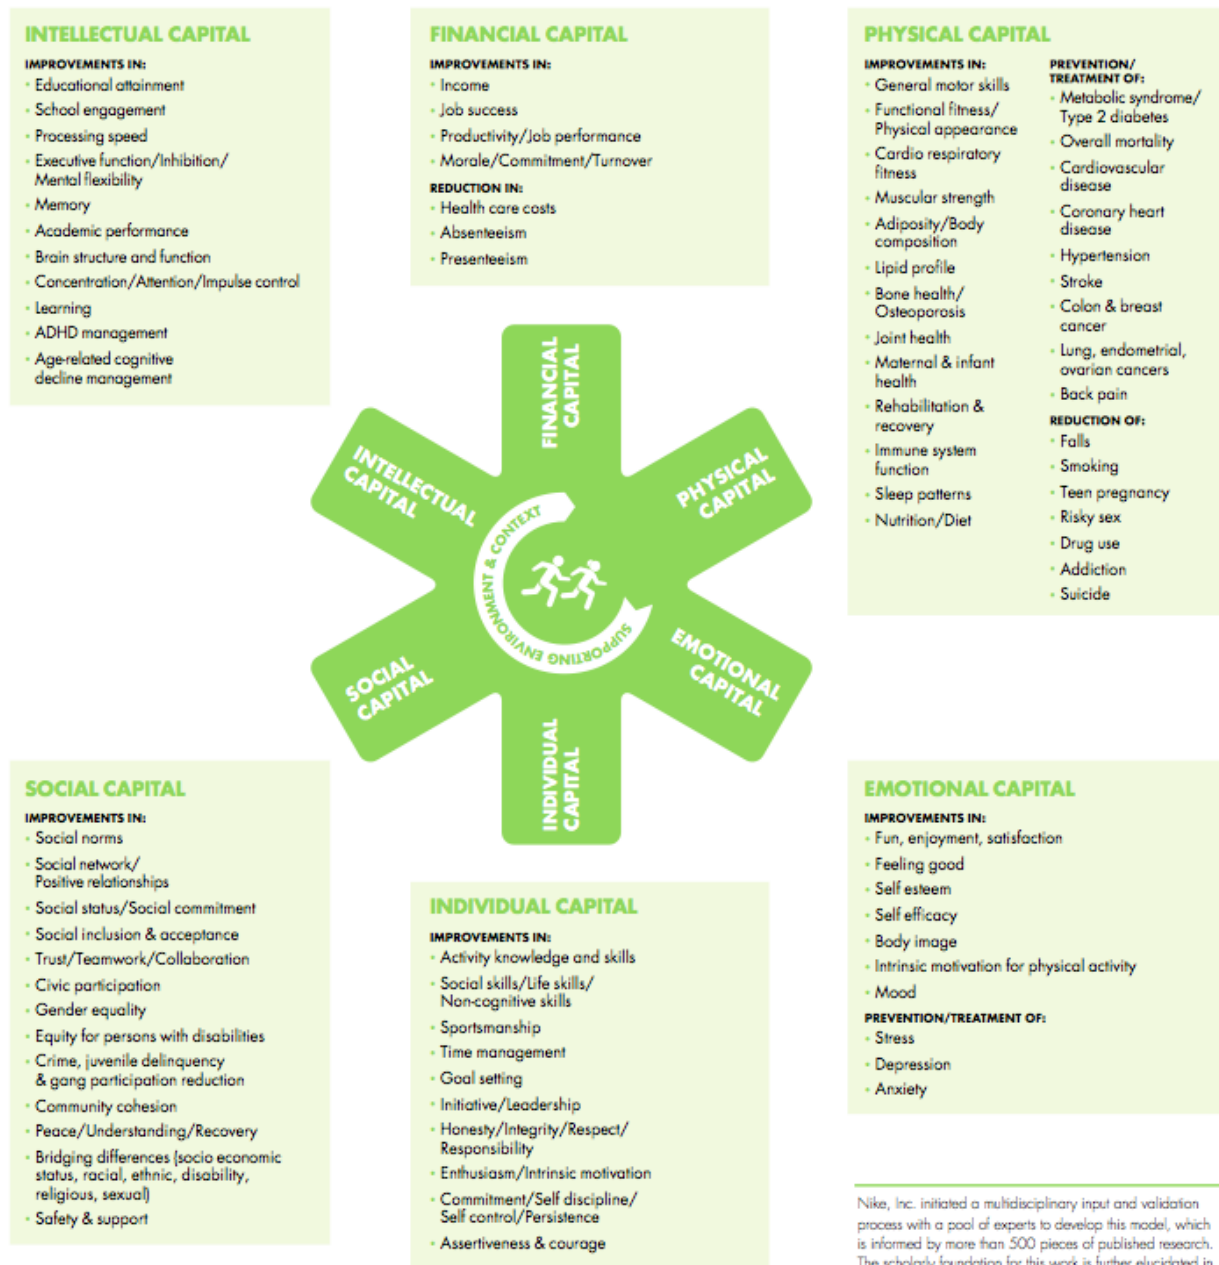 INTELLECTUAL CAPITAL
IMPROVEMENTS IN:
• Educational attainment
• School engagement
• Processing speed
• Executive function/Inhibition/
Mental flexibility
• Memory
• Academic performance
• Brain structure and function
• Concentration/Attention/Impulse control
• Learning
• ADHD management
• Age-related cognitive
decline management
FINANCIAL CAPITAL
IMPROVEMENTS IN:
• Income
• Job success
• Productivity/Job performance
• Morale/Commitment/Turnover
REDUCTION IN:
• Health care costs
• Absenteeism
• Presenteeism
PHYSICAL CAPITAL
IMPROVEMENTS IN:
• General motor skills
• Functional fitness/
Physical appearance
• Cardio respiratory
fitness
• Muscular strength
• Adiposity/Body
composition
• Lipid profile
• Bone health/
Osteoporosis
• Joint health
• Maternal & infant
health
• Rehabilitation &
recovery
• Immune system
function
• Sleep patterns
• Nutrition/Diet
PREVENTION/
TREATMENT OF:
• Metabolic syndrome/
Type 2 diabetes
• Overall mortality
• Cardiovascular
disease
• Coronary heart
disease
• Hypertension
• Stroke
• Colon & breast
cancer
• Lung, endometrial,
ovarian cancers
• Back pain
REDUCTION OF:
• Falls
• Smoking
• Teen pregnancy
• Risky sex
• Drug use
• Addiction
• Suicide
FINANCIAL
CAPITAL
INTELLECTUAL
CAPITAL
PHYSICAL
CAPITAL
SUPPORTING ENVIRONMENT & CONTEXT
SOCIAL
CAPITAL
EMOTIONAL
CAPITAL
INDIVIDUAL
CAPITAL
SOCIAL CAPITAL
IMPROVEMENTS IN:
• Social norms
• Social network/
Positive relationships
• Social status/Social commitment
• Social inclusion & acceptance
• Trust/Teamwork/Collaboration
• Civic participation
• Gender equality
• Equity for persons with disabilities
• Crime, juvenile delinquency
& gang participation reduction
• Community cohesion
• Peace/Understanding/Recovery
• Bridging differences (socio economic
status, racial, ethnic, disability,
religious, sexual)
• Safety & support
INDIVIDUAL CAPITAL
IMPROVEMENTS IN:
• Activity knowledge and skills
• Social skills/Life skills/
Non-cognitive skills
• Sportsmanship
• Time management
• Goal setting
• Initiative/Leadership
• Honesty/Integrity/Respect/
Responsibility
• Enthusiasm/Intrinsic motivation
• Commitment/Self discipline/
Self control/Persistence
• Assertiveness & courage
EMOTIONAL CAPITAL
IMPROVEMENTS IN:
• Fun, enjoyment, satisfaction
• Feeling good
• Self esteem
• Self efficacy
• Body image
• Intrinsic motivation for physical activity
• Mood
PREVENTION/TREATMENT OF:
• Stress
• Depression
• Anxiety
Nike, Inc. initiated a multidisciplinary input and validation
process with a pool of experts to develop this model, which
is informed by more than 500 pieces of published research.
The scholarly foundation for this work is further elucidated in